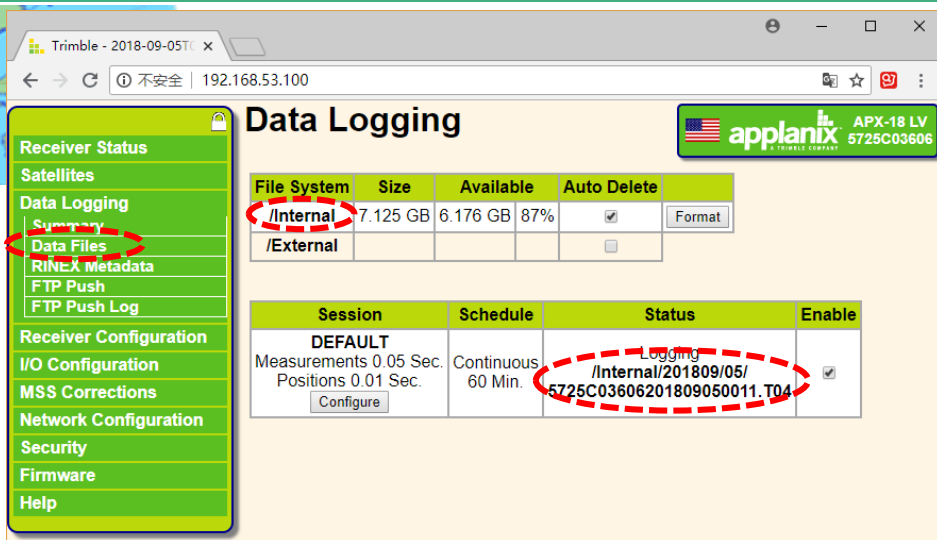 Trimble - 2018-09-05T
不安全 | 192.168.53.100
Data Logging
applanix
A TRIMBLE COMPANY
APX-18 LV
5725C03606
Receiver Status
Satellites
Data Logging
Summary
Data Files
RINEX Metadata
FTP Push
FTP Push Log
Receiver Configuration
I/O Configuration
MSS Corrections
Network Configuration
Security
Firmware
Help
File System Size Available Auto Delete
/Internal 7.125 GB 6.176 GB 87% Format
/External
Session Schedule Status Enable
DEFAULT
Measurements 0.05 Sec.
Positions 0.01 Sec.
Configure
Continuous
60 Min.
Logging
/Internal/201809/05/
5725C03606201809050011.T04